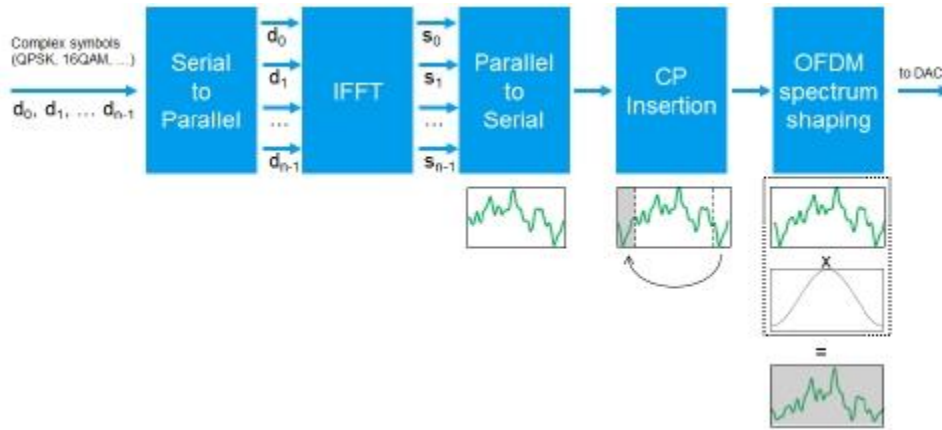 Complex symbols
(QPSK, 16QAM, ...)
d0, d1, ... dn-1
Serial
to
Parallel
d0
d1
...
dn-1
IFFT
s0
s1
...
sn-1
Parallel
to
Serial
CP
Insertion
OFDM
spectrum
shaping
to DAC
x
=